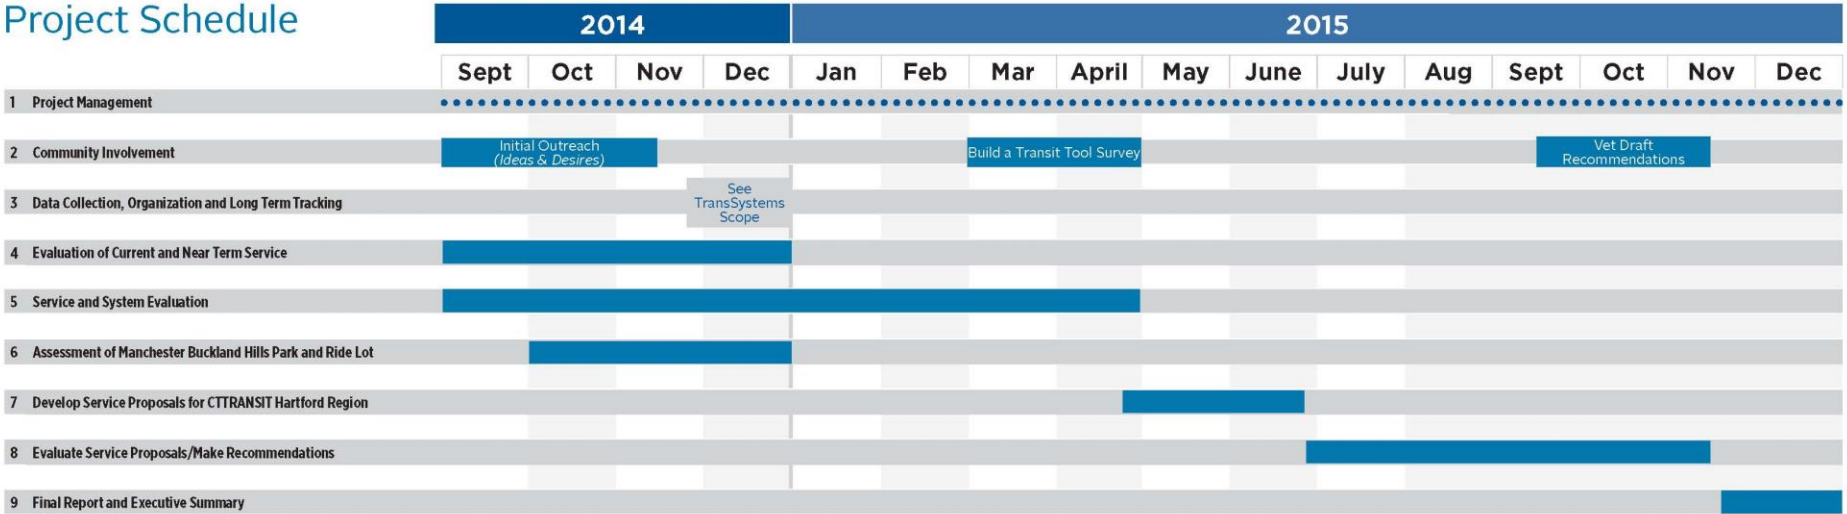 Project Schedule
2014 2015
Sept Oct Nov Dec Jan Feb Mar April May June July Aug Sept Oct Nov Dec
1 Project Management
2 Community Involvement
Initial Outreach
(Ideas & Desires)
Build a Transit Tool Survey
Vet Draft
Recommendations
3 Data Collection, Organization and Long Term Tracking
See
TransSystems
Scope
4 Evaluation of Current and Near Term Service
5 Service and System Evaluation
6 Assessment of Manchester Buckland Hills Park and Ride Lot
7 Develop Service Proposals for CTTRANSIT Hartford Region
8 Evaluate Service Proposals/Make Recommendations
9 Final Report and Executive Summary